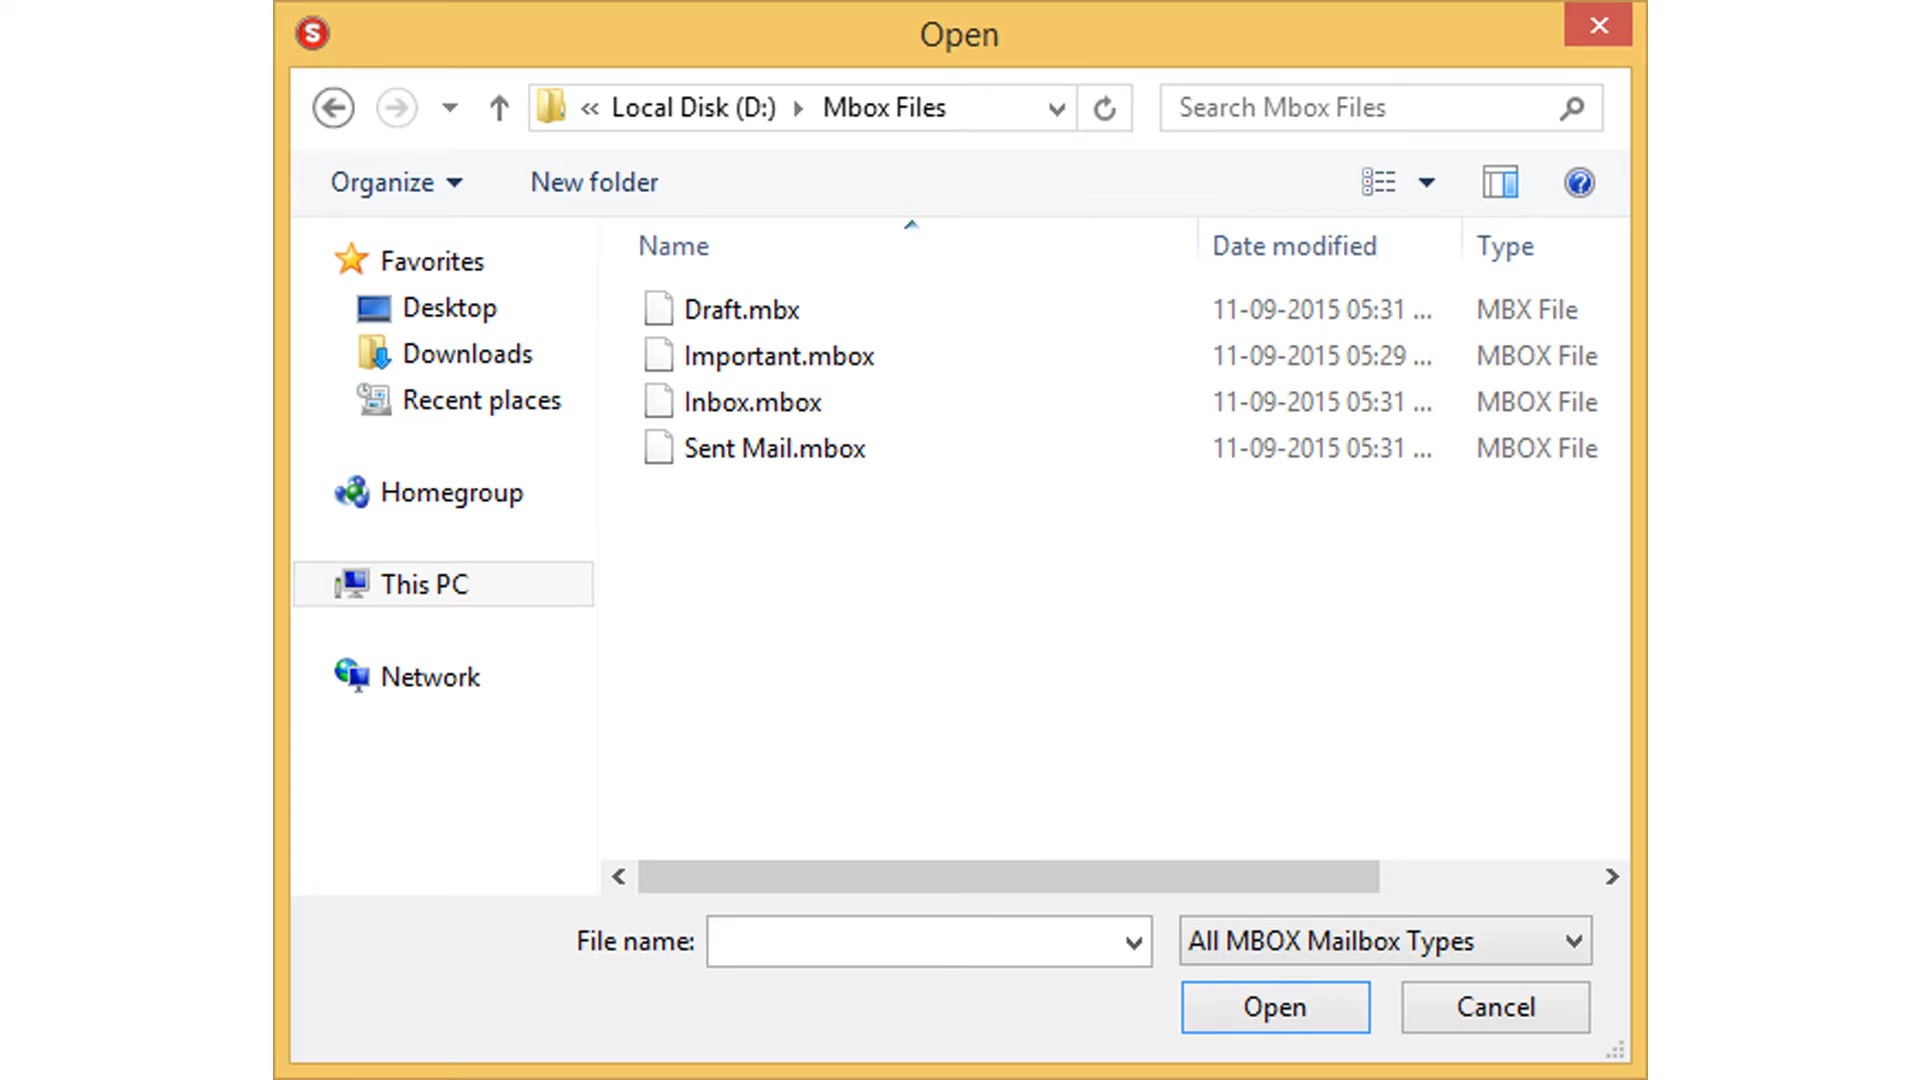 S
Open
« Local Disk (D:) Mbox Files
Search Mbox Files
Organize
New folder
?
Name
Date modified
Type
Favorites
Desktop
Downloads
Recent places
Homegroup
This PC
Network
Draft.mbx 11-09-2015 05:31 ... MBX File
Important.mbox 11-09-2015 05:29 ... MBOX File
Inbox.mbox 11-09-2015 05:31 ... MBOX File
Sent Mail.mbox 11-09-2015 05:31 ... MBOX File
File name:
All MBOX Mailbox Types
Open
Cancel